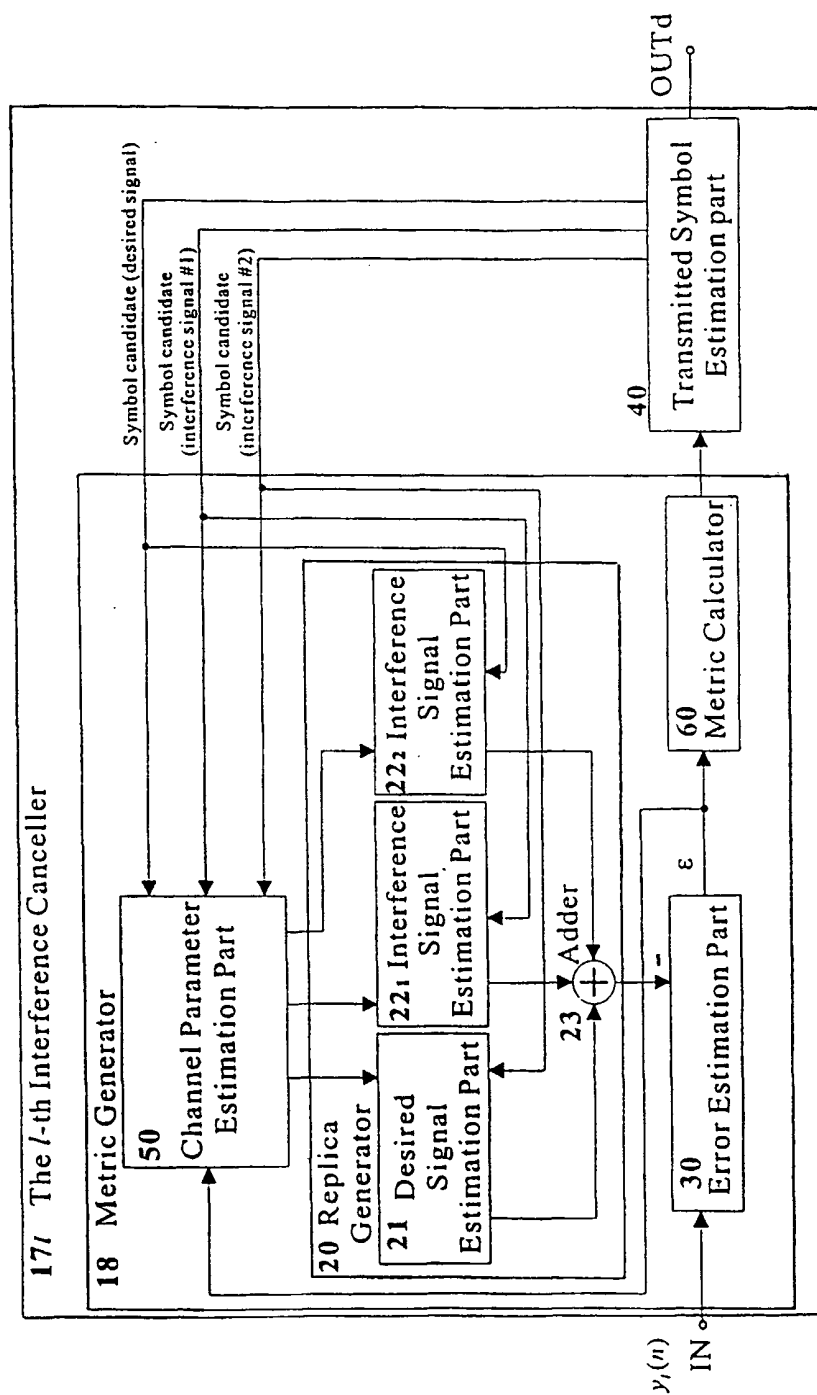 17l The l-th Interference Canceller
18 Metric Generator
50
Channel Parameter
Estimation Part
Symbol candidate (desired signal)
Symbol candidate
(interference signal #1)
Symbol candidate
(interference signal #2)
20 Replica
Generator
21 Desired
Signal
Estimation Part
22₁ Interference
Signal
Estimation Part
22₂ Interference
Signal
Estimation Part
23
Adder
+
-
30
Error Estimation Part
ε
60
Metric Calculator
40
Transmitted Symbol
Estimation part
yₗ(n)
IN
OUTd